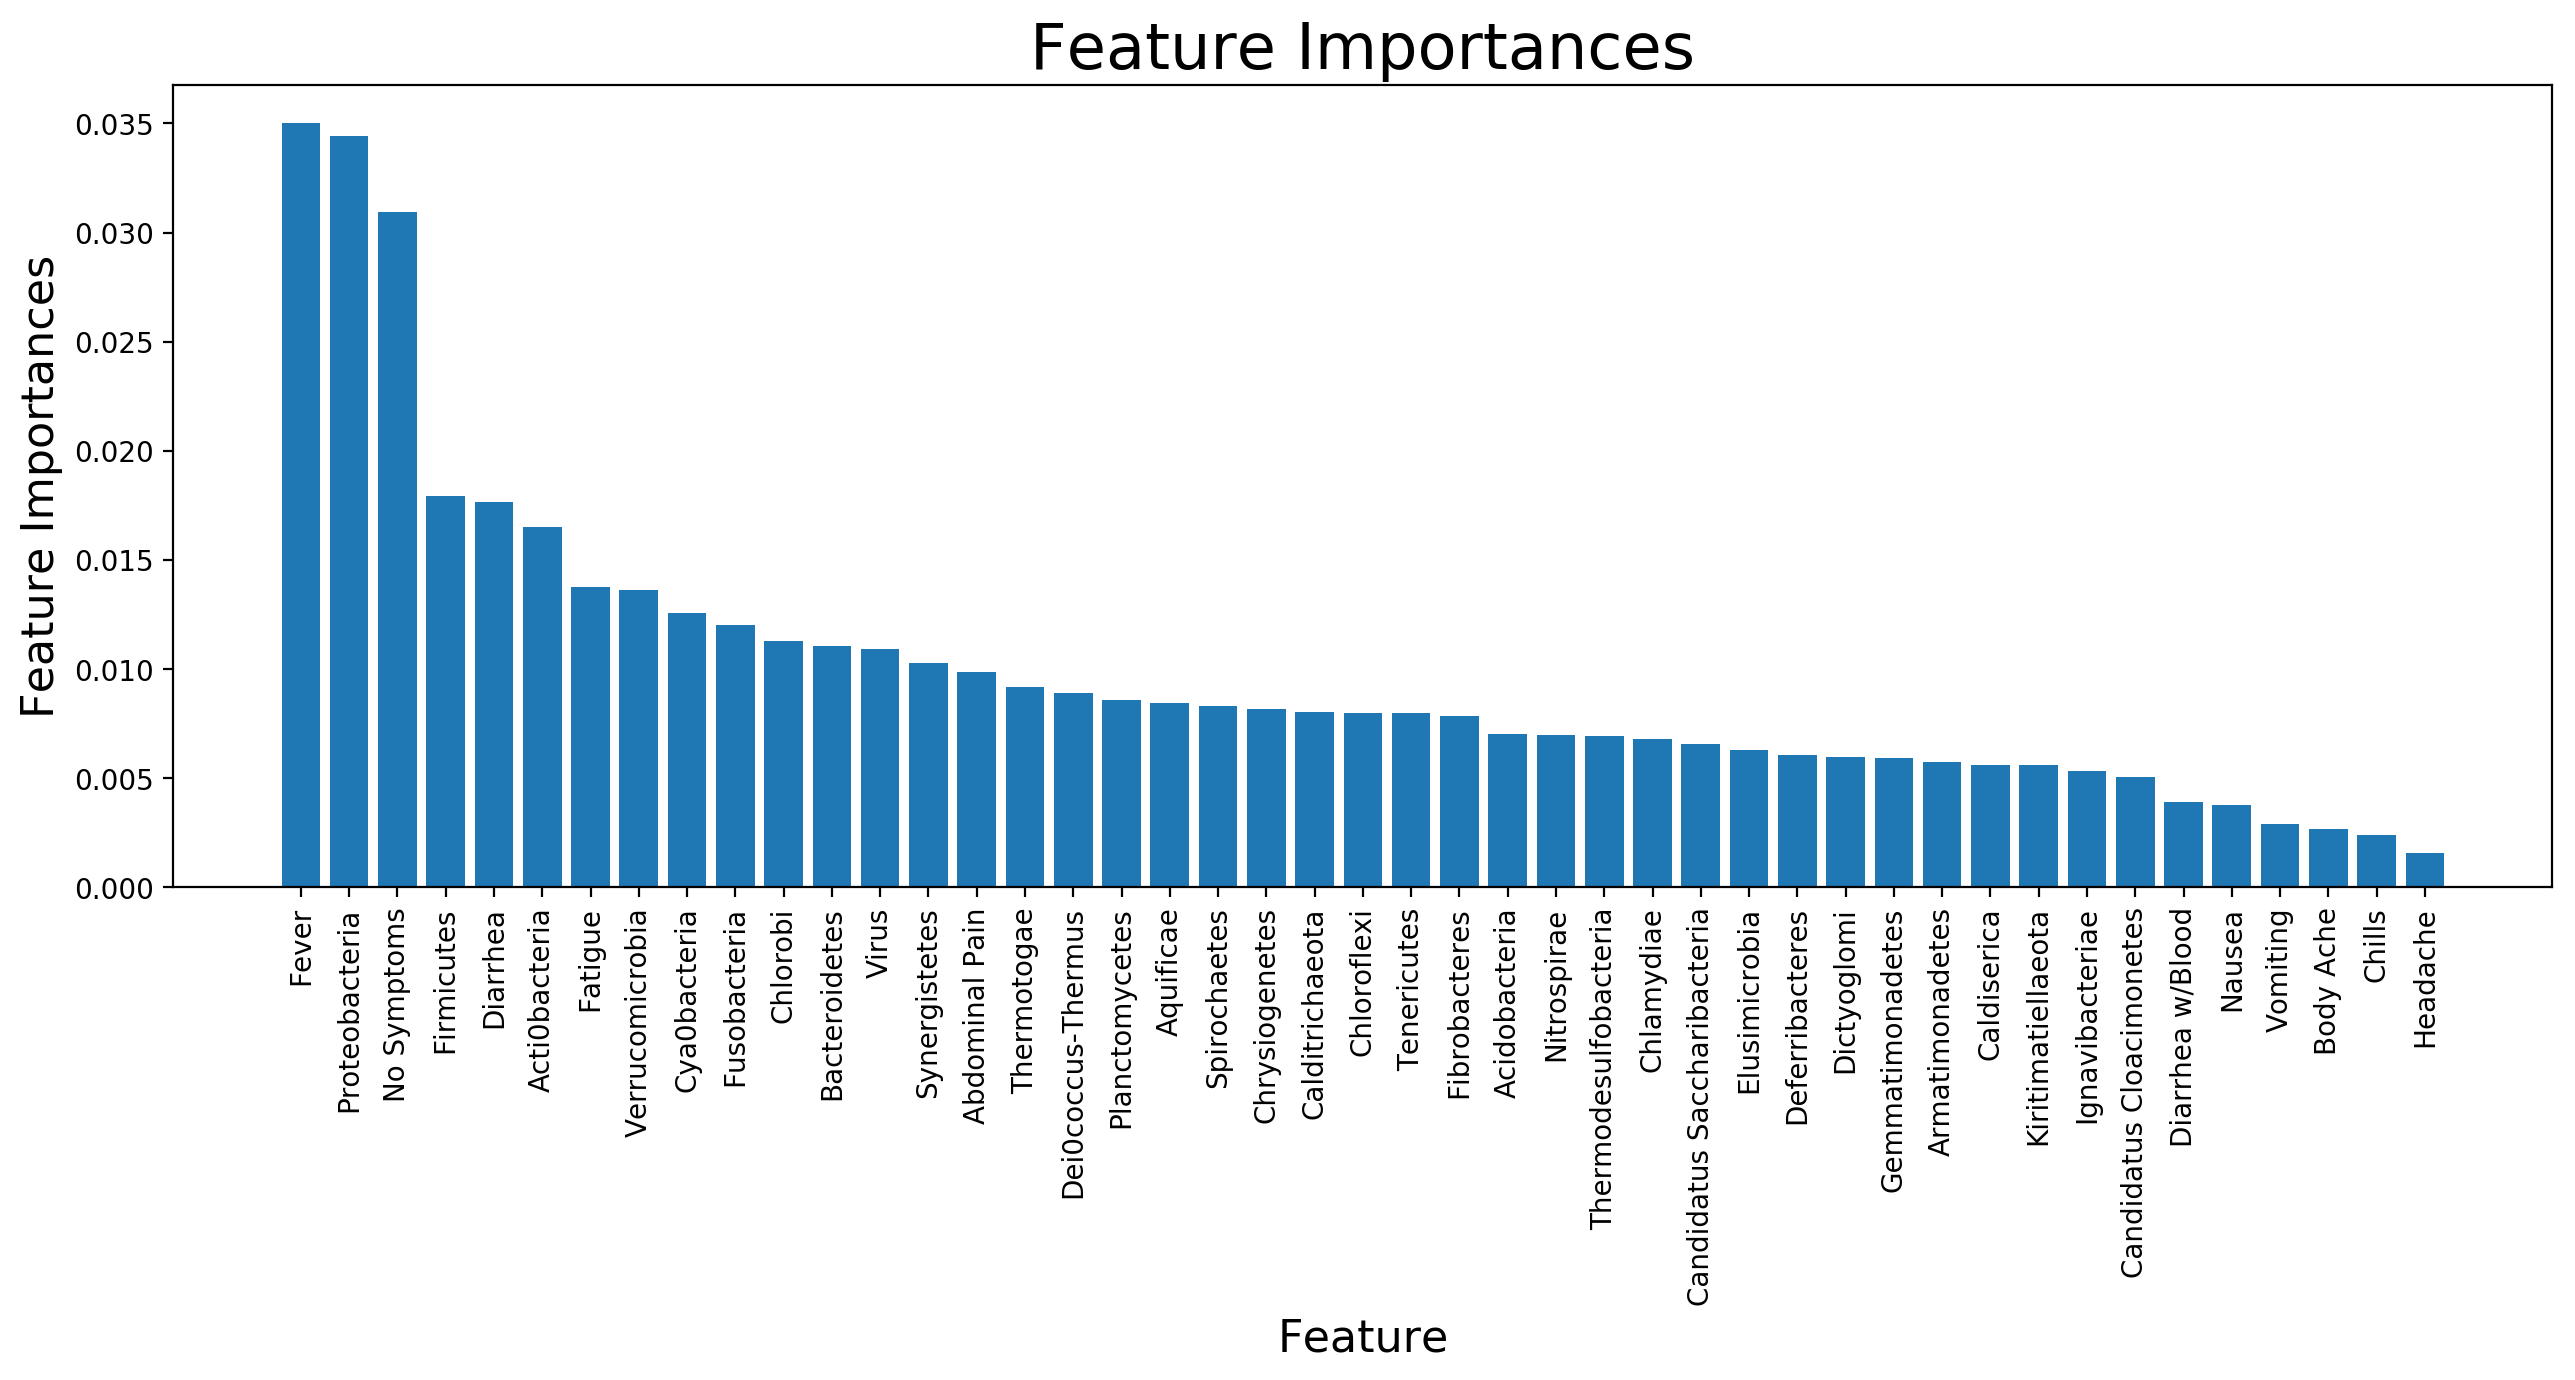 Feature Importances
Feature Importances
0.035
0.030
0.025
0.020
0.015
0.010
0.005
0.000
Fever
Proteobacteria
No Symptoms
Firmicutes
Diarrhea
Acti0bacteria
Fatigue
Verrucomicrobia
Cya0bacteria
Fusobacteria
Chlorobi
Bacteroidetes
Virus
Synergistetes
Abdominal Pain
Thermotogae
Dei0coccus-Thermus
Planctomycetes
Aquificae
Spirochaetes
Chrysiogenetes
Calditrichaeota
Chloroflexi
Tenericutes
Fibrobacteres
Acidobacteria
Nitrospirae
Thermodesulfobacteria
Chlamydiae
Candidatus Saccharibacteria
Elusimicrobia
Deferribacteres
Dictyoglomi
Gemmatimonadetes
Armatimonadetes
Caldiserica
Kiritimatiellaeota
Ignavibacteriae
Candidatus Cloacimonetes
Diarrhea w/Blood
Nausea
Vomiting
Body Ache
Chills
Headache
Feature